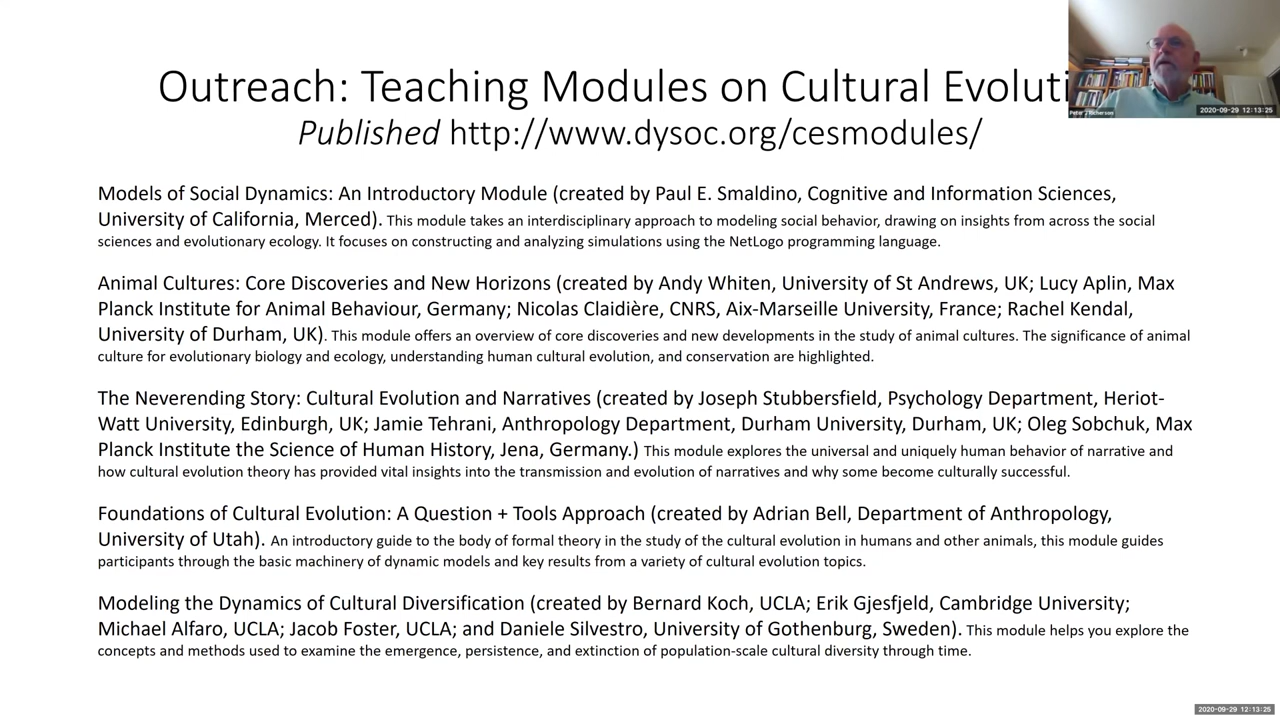 Outreach: Teaching Modules on Cultural Evoluti
Published http://www.dysoc.org/cesmodules/
2020-09-29 12:13:25
Peter J Richerson
Models of Social Dynamics: An Introductory Module (created by Paul E. Smaldino, Cognitive and Information Sciences,
University of California, Merced). This module takes an interdisciplinary approach to modeling social behavior, drawing on insights from across the social
sciences and evolutionary ecology. It focuses on constructing and analyzing simulations using the NetLogo programming language.
Animal Cultures: Core Discoveries and New Horizons (created by Andy Whiten, University of St Andrews, UK; Lucy Aplin, Max
Planck Institute for Animal Behaviour, Germany; Nicolas Claidière, CNRS, Aix-Marseille University, France; Rachel Kendal,
University of Durham, UK). This module offers an overview of core discoveries and new developments in the study of animal cultures. The significance of animal
culture for evolutionary biology and ecology, understanding human cultural evolution, and conservation are highlighted.
The Neverending Story: Cultural Evolution and Narratives (created by Joseph Stubbersfield, Psychology Department, Heriot-
Watt University, Edinburgh, UK; Jamie Tehrani, Anthropology Department, Durham University, Durham, UK; Oleg Sobchuk, Max
Planck Institute the Science of Human History, Jena, Germany.) This module explores the universal and uniquely human behavior of narrative and
how cultural evolution theory has provided vital insights into the transmission and evolution of narratives and why some become culturally successful.
Foundations of Cultural Evolution: A Question + Tools Approach (created by Adrian Bell, Department of Anthropology,
University of Utah). An introductory guide to the body of formal theory in the study of the cultural evolution in humans and other animals, this module guides
participants through the basic machinery of dynamic models and key results from a variety of cultural evolution topics.
Modeling the Dynamics of Cultural Diversification (created by Bernard Koch, UCLA; Erik Gjesfjeld, Cambridge University;
Michael Alfaro, UCLA; Jacob Foster, UCLA; and Daniele Silvestro, University of Gothenburg, Sweden). This module helps you explore the
concepts and methods used to examine the emergence, persistence, and extinction of population-scale cultural diversity through time.
2020-09-29 12:13:25